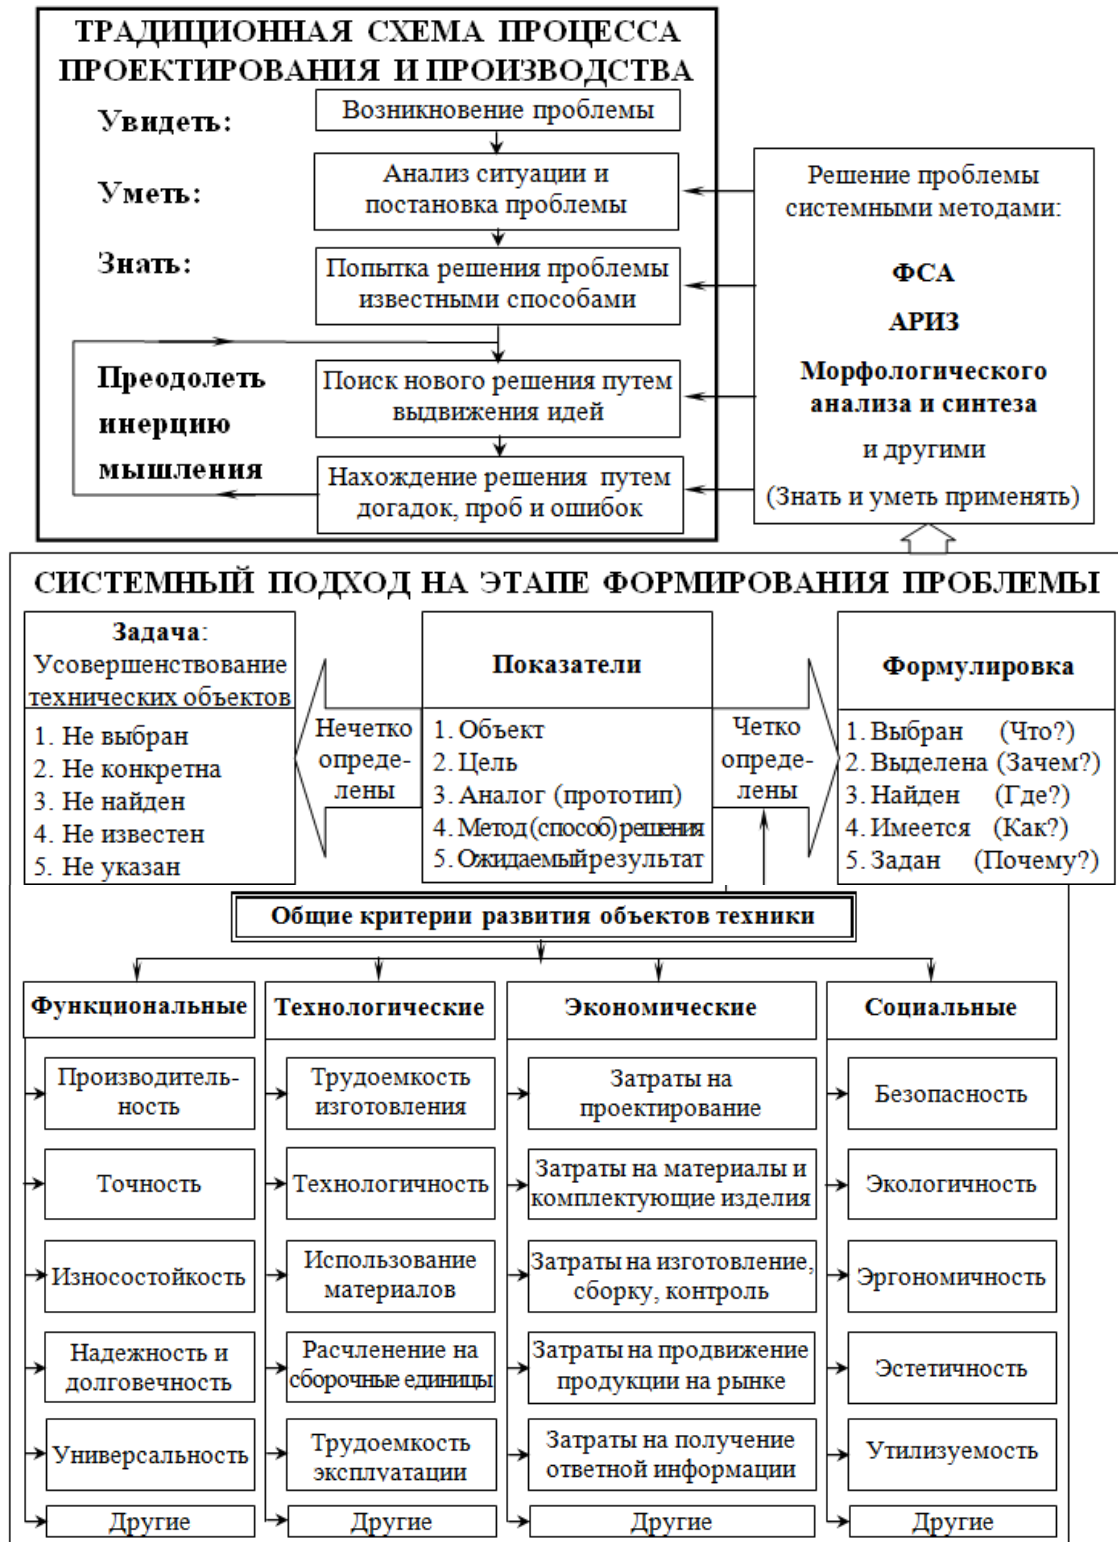 ТРАДИЦИОННАЯ СХЕМА ПРОЦЕССА
ПРОЕКТИРОВАНИЯ И ПРОИЗВОДСТВА
Увидеть:
Возникновение проблемы
Уметь:
Анализ ситуации и
постановка проблемы
Знать:
Попытка решения проблемы
известными способами
Преодолеть
инерцию
мышления
Поиск нового решения путем
выдвижения идей
Нахождение решения путем
догадок, проб и ошибок
Решение проблемы
системными методами:
ФСА
АРИЗ
Морфологического
анализа и синтеза
и другими
(Знать и уметь применять)
СИСТЕМНЫЙ ПОДХОД НА ЭТАПЕ ФОРМИРОВАНИЯ ПРОБЛЕМЫ
Задача:
Усовершенствование
технических объектов
1. Не выбран
2. Не конкретна
3. Не найден
4. Не известен
5. Не указан
Нечетко
опреде-
лены
Показатели
1. Объект
2. Цель
3. Аналог (прототип)
4. Метод (способ) решения
5. Ожидаемый результат
Четко
опреде-
лены
Формулировка
1. Выбран (Что?)
2. Выделена (Зачем?)
3. Найден (Где?)
4. Имеется (Как?)
5. Задан (Почему?)
Общие критерии развития объектов техники
Функциональные
Производитель-
ность
Точность
Износостойкость
Надежность и
долговечность
Универсальность
Другие
Технологические
Трудоемкость
изготовления
Технологичность
Использование
материалов
Расчленение на
сборочные единицы
Трудоемкость
эксплуатации
Другие
Экономические
Затраты на
проектирование
Затраты на материалы и
комплектующие изделия
Затраты на изготовление,
сборку, контроль
Затраты на продвижение
продукции на рынке
Затраты на получение
ответной информации
Другие
Социальные
Безопасность
Экологичность
Эргономичность
Эстетичность
Утилизуемость
Другие